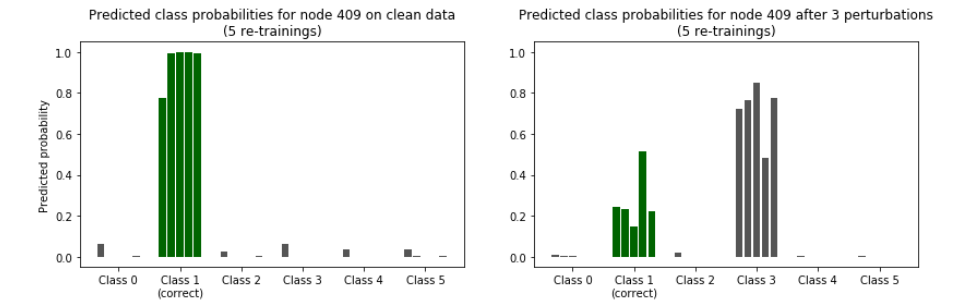 Predicted class probabilities for node 409 on clean data
(5 re-trainings)
Predicted probability
1.0
0.8
0.6
0.4
0.2
0.0
Class 0
Class 1
(correct)
Class 2
Class 3
Class 4
Class 5
Predicted class probabilities for node 409 after 3 perturbations
(5 re-trainings)
1.0
0.8
0.6
0.4
0.2
0.0
Class 0
Class 1
(correct)
Class 2
Class 3
Class 4
Class 5